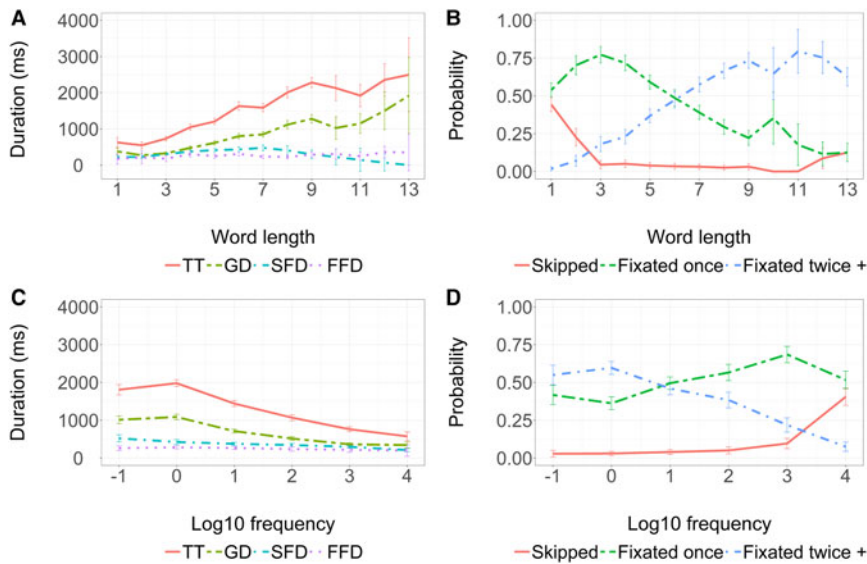 A
Duration (ms)
4000
3000
2000
1000
0
1 3 5 7 9 11 13
Word length
TT GD SFD FFD
B
Probability
1.00
0.75
0.50
0.25
0.00
1 3 5 7 9 11 13
Word length
Skipped Fixated once Fixated twice +
C
Duration (ms)
4000
3000
2000
1000
0
-1 0 1 2 3 4
Log10 frequency
TT GD SFD FFD
D
Probability
1.00
0.75
0.50
0.25
0.00
-1 0 1 2 3 4
Log10 frequency
Skipped Fixated once Fixated twice +